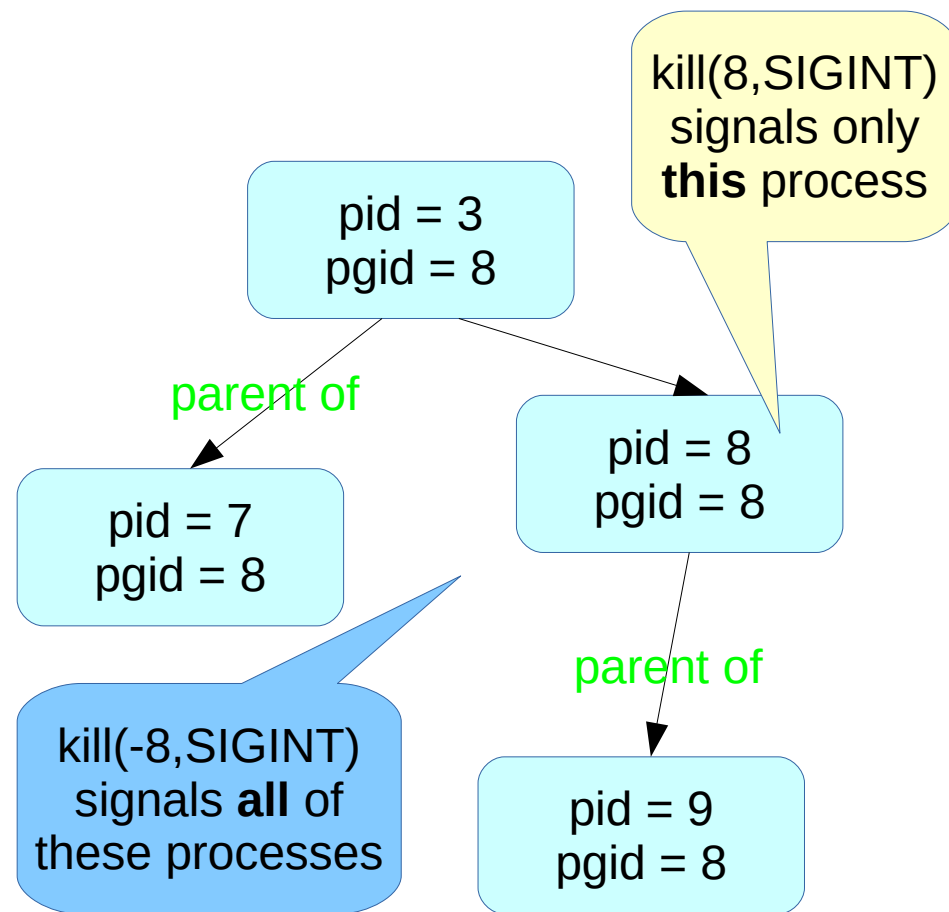 kill(8,SIGINT)
signals only
this process
pid = 3
pgid = 8
parent of
pid = 8
pgid = 8
pid = 7
pgid = 8
parent of
kill(-8,SIGINT)
signals all of
these processes
pid = 9
pgid = 8